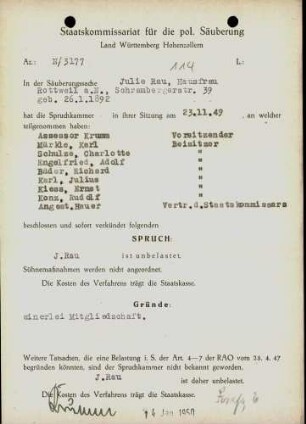 Staatskommissariat für die pol. Säuberung
Land Württemberg Hohenzollern
Az: H/3177 L:
114
In der Säuberungssache Julie Rau, Hausfrau
Rottweil a.N., Schrambergerstr. 39
geb. 26.1.1892
hat die Spruchkammer in ihrer Sitzung am 23.11.49 an welcher
teilgenommen haben:
Assessor Krumm Vorsitzender
Märkle, Karl Beisitzer
Schulze, Charlotte "
Engelfried, Adolf "
Bader, Richard "
Karl, Julius "
Kiess, Ernst "
Konz, Rudolf "
Angest. Bauer Vertr.d.Staatskommissars
beschlossen und sofort verkündet folgenden
SPRUCH:
J.Rau ist unbelastet.
Sühnemaßnahmen werden nicht angeordnet.
Die Kosten des Verfahrens trägt die Staatskasse.
Gründe:
einerlei Mitgliedschaft.
Weitere Tatsachen, die eine Belastung i. S. der Art. 4—7 der RAO vom 25. 4. 47
begründen könnten, sind der Spruchkammer nicht bekannt geworden.
J.Rau ist daher unbelastet.
Die Kosten des Verfahrens trägt die Staatskasse.
Krumm Jan 1950